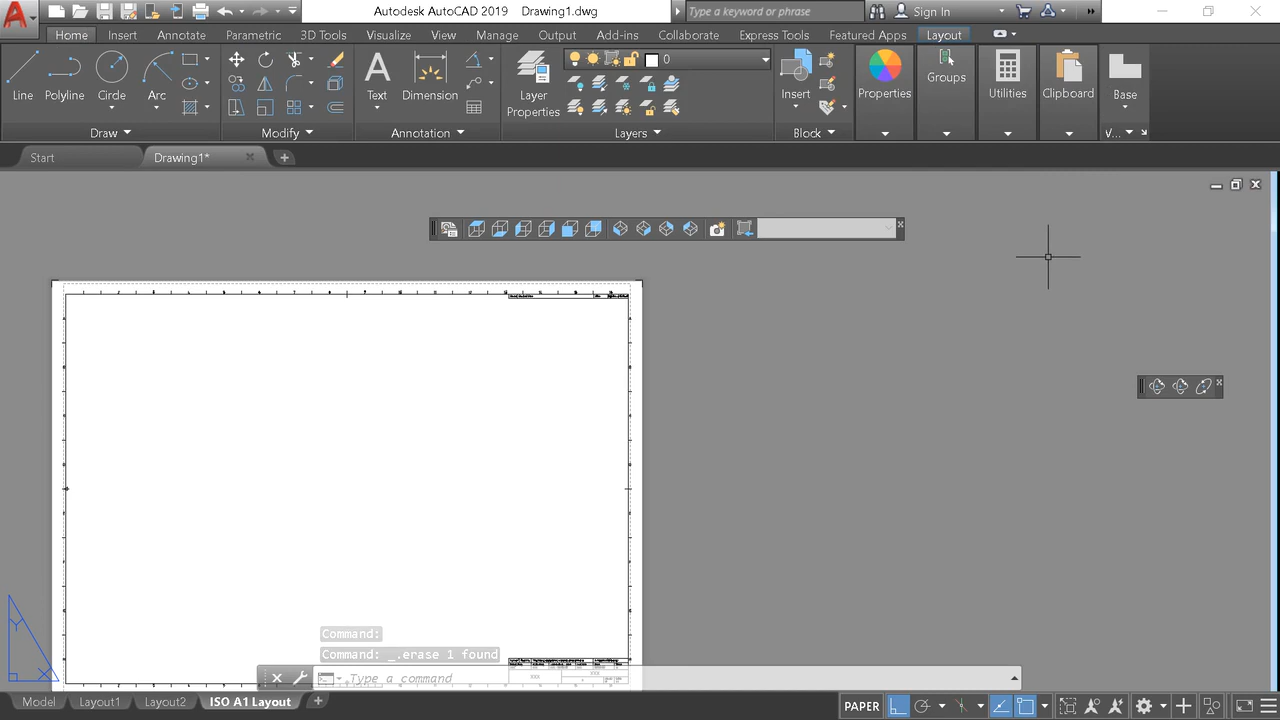 Autodesk AutoCAD 2019 Drawing1.dwg
Type a keyword or phrase
Sign In
Home Insert Annotate Parametric 3D Tools Visualize View Manage Output Add-ins Collaborate Express Tools Featured Apps Layout
0
Line Polyline Circle Arc
Text Dimension
Layer
Properties
Insert
Properties
Groups
Utilities
Clipboard
Base
Draw Modify Annotation Layers Block V...
Start Drawing1*
Command:
Command: _.erase 1 found
Type a command
XXX
XXX
Y
X
Model Layout1 Layout2 ISO A1 Layout
PAPER